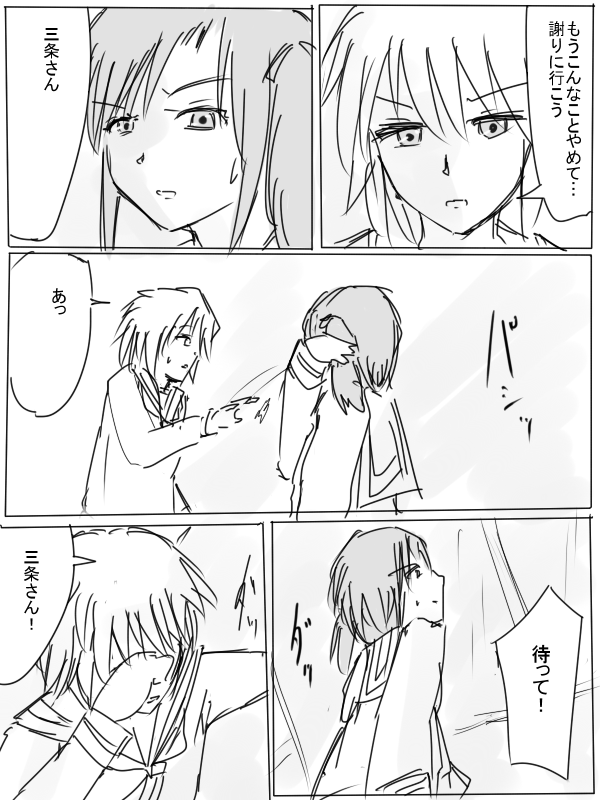 もうこんなことやめて…
謝りに行こう
三条さん
パシッ
あっ
待って！
ダッ
三条さん！